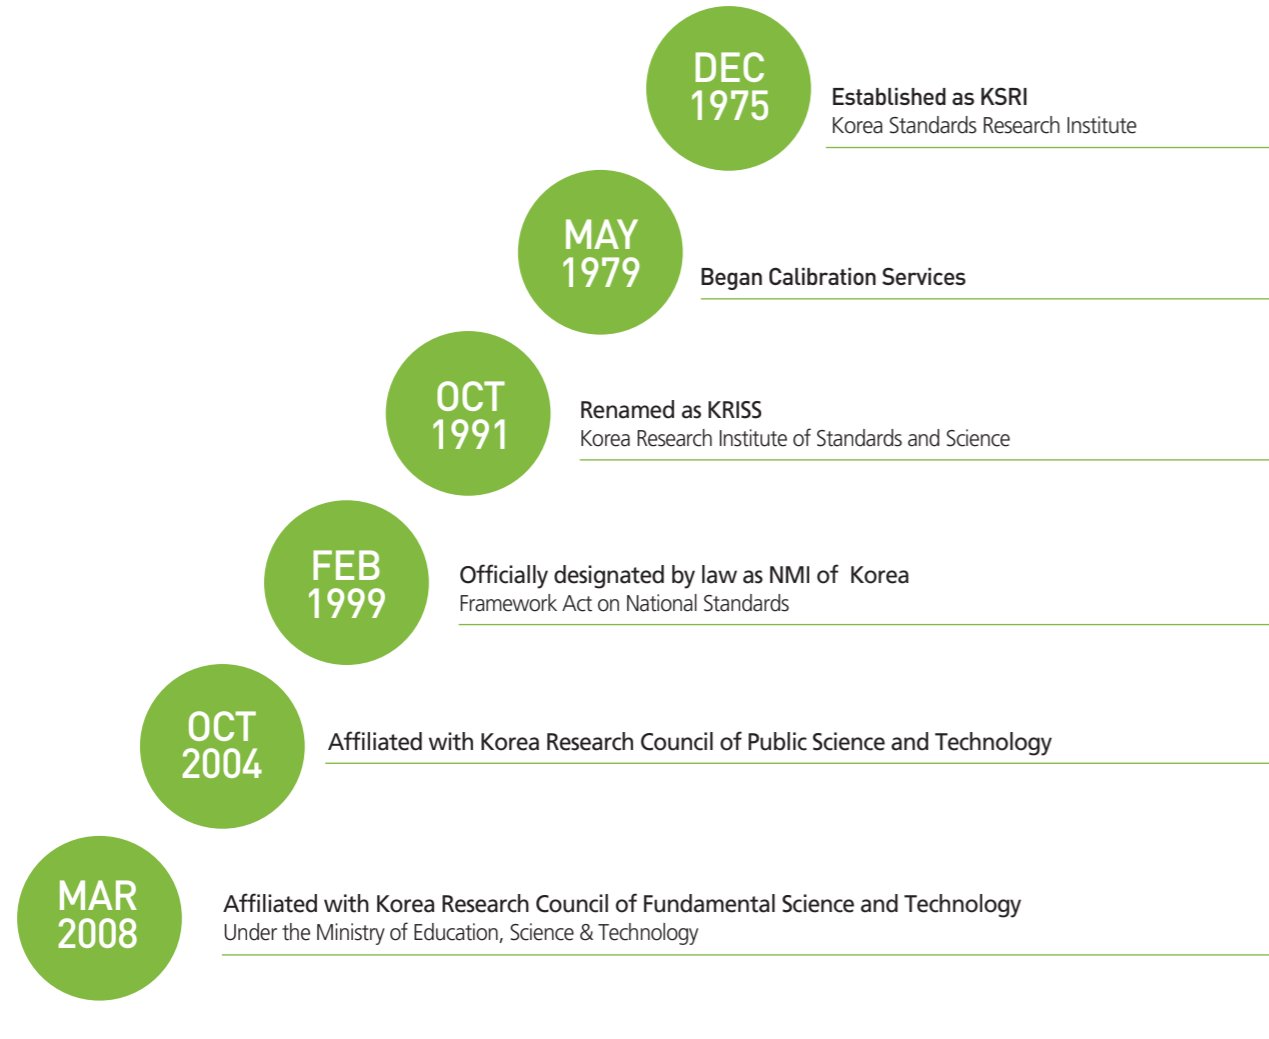 DEC
1975
Established as KSRI
Korea Standards Research Institute
MAY
1979
Began Calibration Services
OCT
1991
Renamed as KRISS
Korea Research Institute of Standards and Science
FEB
1999
Officially designated by law as NMI of Korea
Framework Act on National Standards
OCT
2004
Affiliated with Korea Research Council of Public Science and Technology
MAR
2008
Affiliated with Korea Research Council of Fundamental Science and Technology
Under the Ministry of Education, Science & Technology